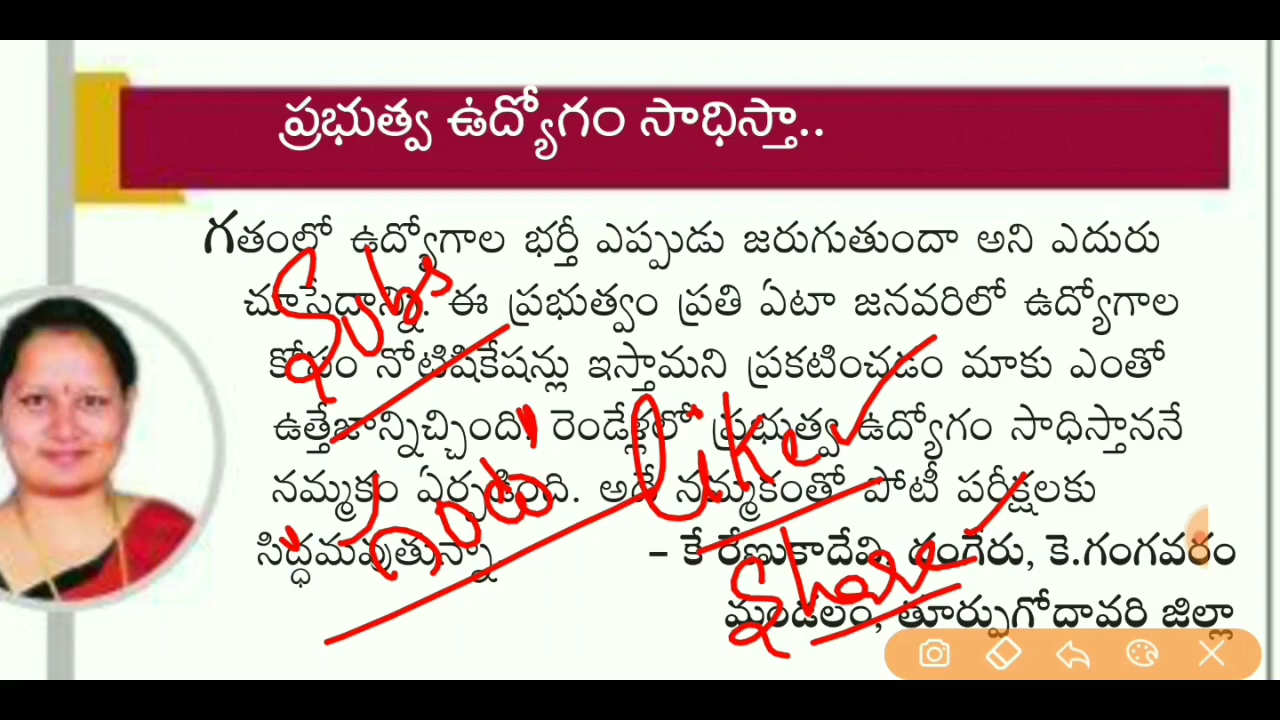 ప్రభుత్వ ఉద్యోగం సాధిస్తా..
గతంలో ఉద్యోగాల భర్తీ ఎప్పుడు జరుగుతుందా అని ఎదురు
చూసేదాన్ని. ఈ ప్రభుత్వం ప్రతి ఏటా జనవరిలో ఉద్యోగాల
కోసం నోటిఫికేషన్లు ఇస్తామని ప్రకటించడం మాకు ఎంతో
ఉత్తేజాన్నిచ్చింది. రెండేళ్లలో ప్రభుత్వ ఉద్యోగం సాధిస్తాననే
నమ్మకం ఏర్పడింది. అదే నమ్మకంతో పోటీ పరీక్షలకు
సిద్ధమవుతున్నా
– కే రేణుకాదేవి, దంగేరు, కె.గంగవరం
మండలం, తూర్పుగోదావరి జిల్లా
Subs
like
Share